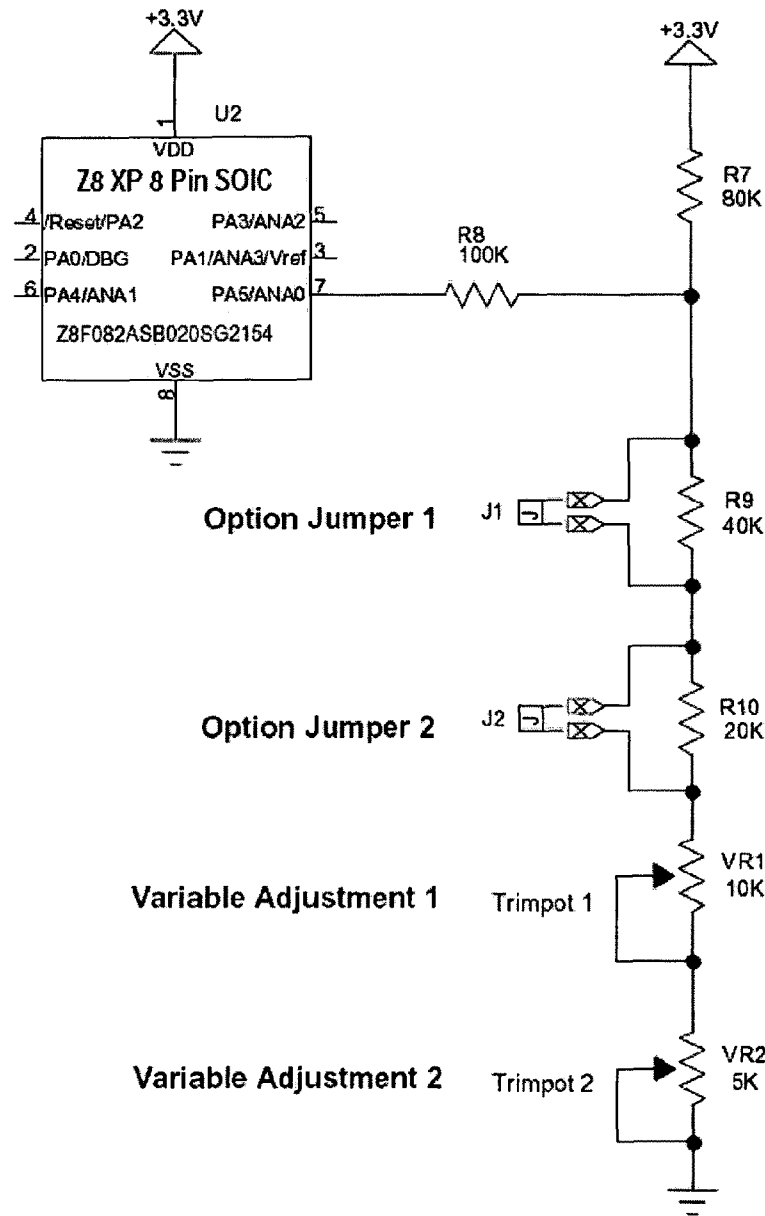 +3.3V
+3.3V
1
U2
VDD
Z8 XP 8 Pin SOIC
4 /Reset/PA2 PA3/ANA2 5
2 PA0/DBG PA1/ANA3/Vref 3
6 PA4/ANA1 PA5/ANA0 7
Z8F082ASB020SG2154
VSS
8
R8
100K
R7
80K
Option Jumper 1
J1
J
R9
40K
Option Jumper 2
J2
J
R10
20K
Variable Adjustment 1
Trimpot 1
VR1
10K
Variable Adjustment 2
Trimpot 2
VR2
5K